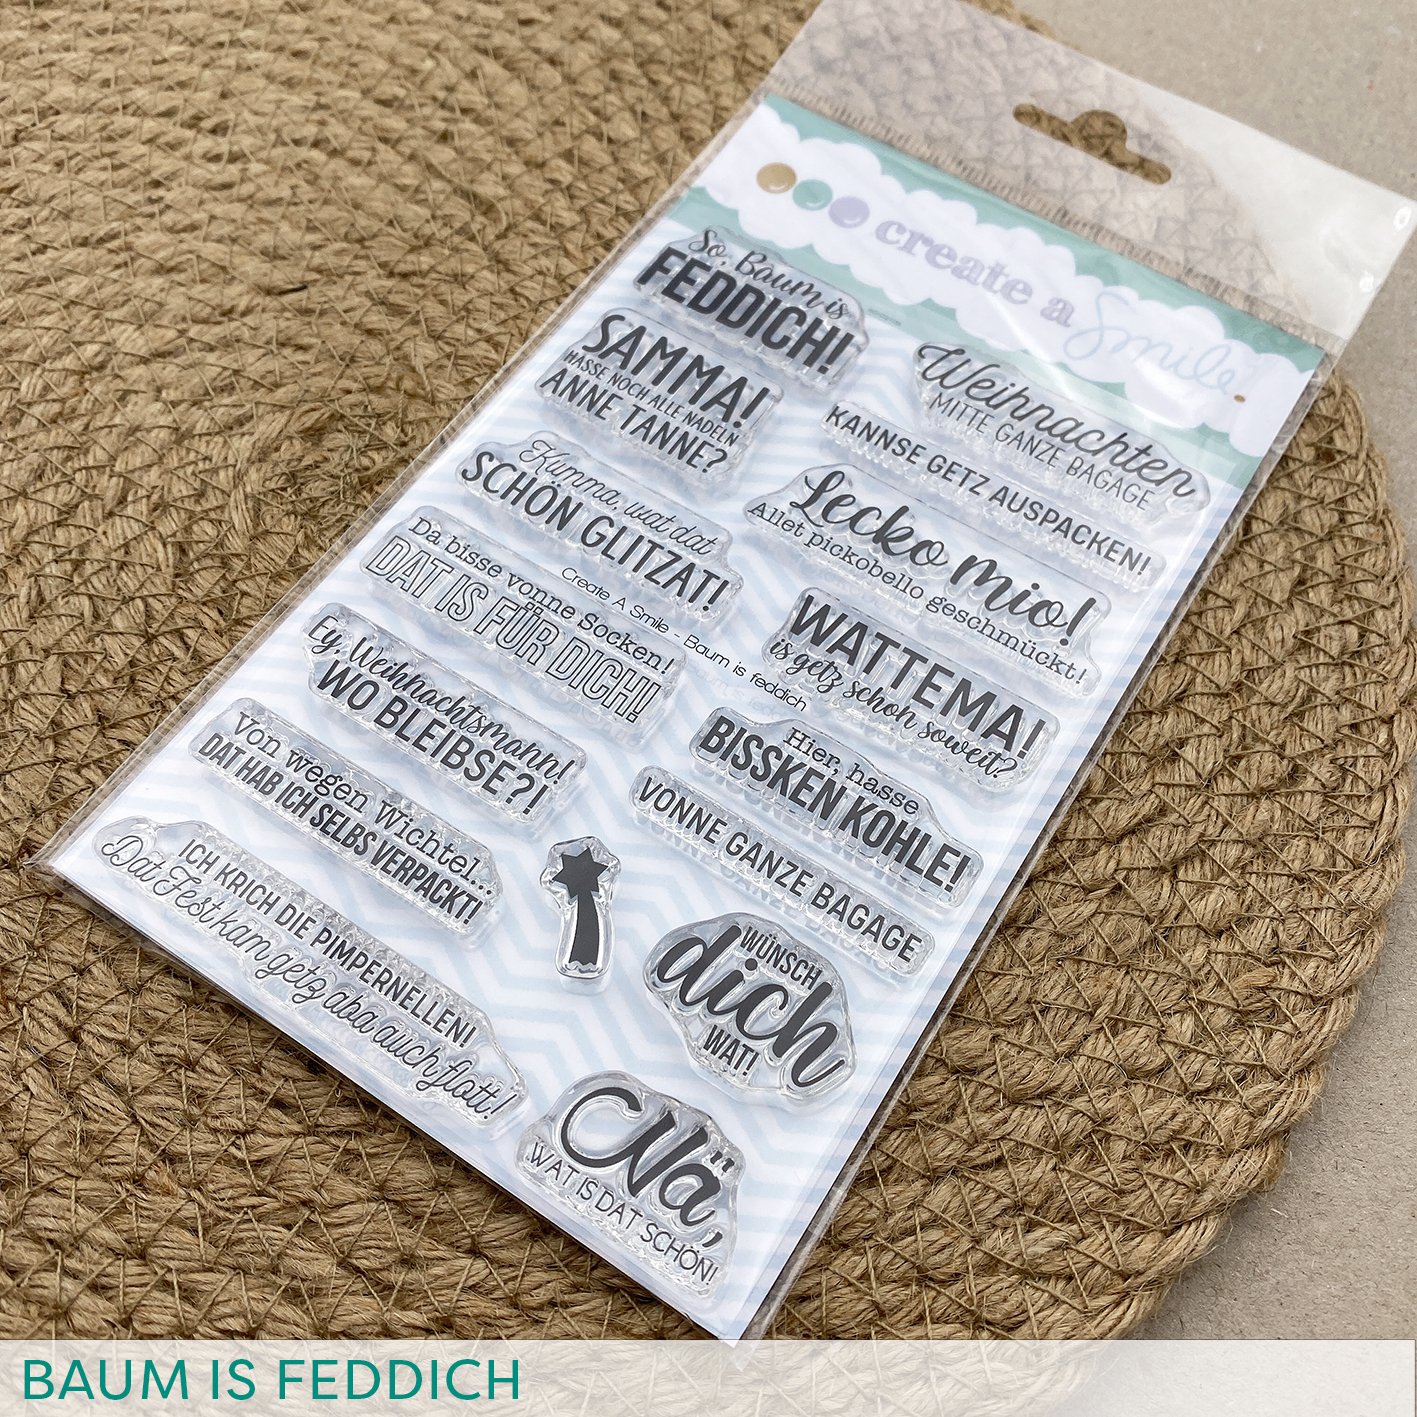 create a Smile
So, Baum is
FEDDICH!
SAMMA!
HASSE NOCH ALLE NADELN
ANNE TANNE?
Weihnachten
MITTE GANZE BAGAGE
KANNSE GETZ AUSPACKEN!
Kumma, wat dat
SCHÖN GLITZAT!
Lecko mio!
Allet pickobello geschmückt!
Da bisse vonne Socken!
DAT IS FÜR DICH!
Create A Smile - Baum is feddich
WATTEMA!
is getz schon soweit?
Ey, Weihnachtsmann!
WO BLEIBSE?!
Hier, hasse
BISSKEN KOHLE!
Von wegen Wichtel...
DAT HAB ICH SELBS VERPACKT!
VONNE GANZE BAGAGE
ICH KRICH DIE PIMPERNELLEN!
Dat Fest kam getz aba auch flott!
WÜNSCH
dich
WAT!
Nä,
WAT IS DAT SCHÖN!
BAUM IS FEDDICH